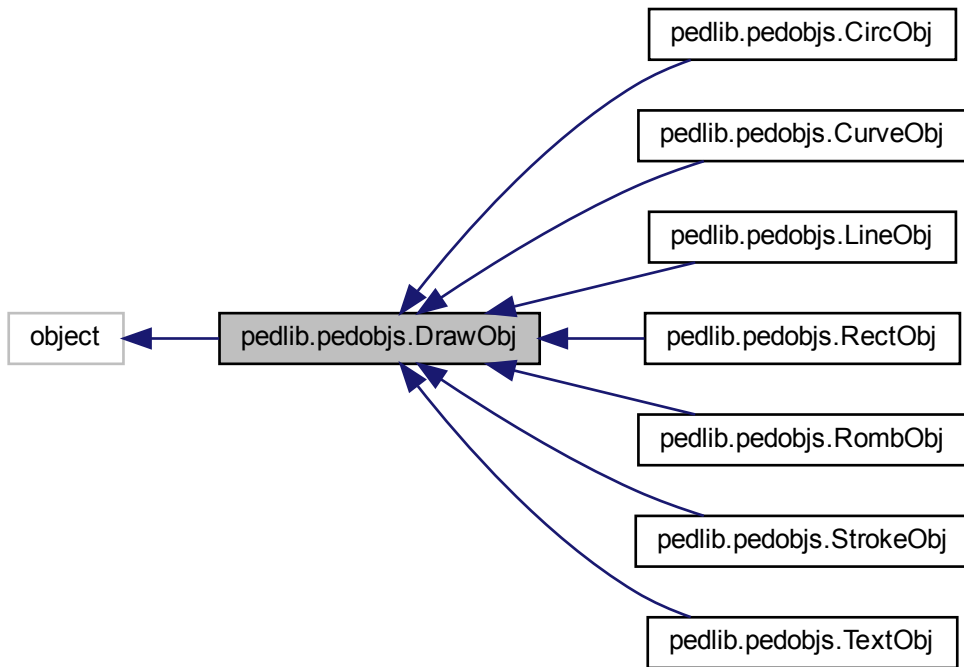 pedlib.pedobjs.CircObj
pedlib.pedobjs.CurveObj
pedlib.pedobjs.LineObj
object
pedlib.pedobjs.DrawObj
pedlib.pedobjs.RectObj
pedlib.pedobjs.RombObj
pedlib.pedobjs.StrokeObj
pedlib.pedobjs.TextObj